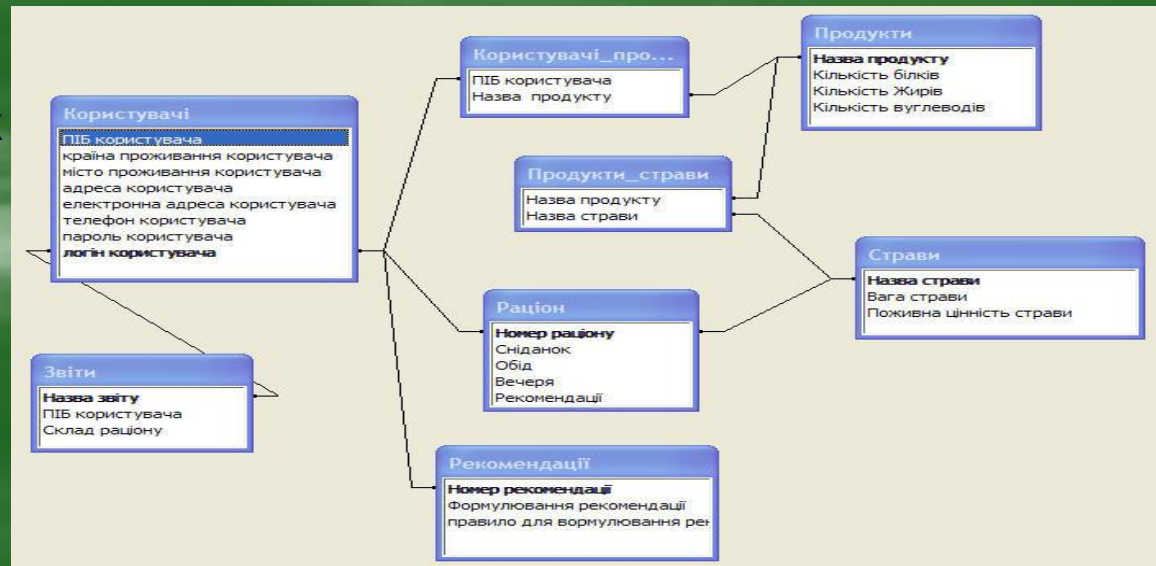 Користувачі
ПІБ користувача
країна проживання користувача
місто проживання користувача
адреса користувача
електронна адреса користувача
телефон користувача
пароль користувача
логін користувача
Звіти
Назва звіту
ПІБ користувача
Склад раціону
Користувачі_про...
ПІБ користувача
Назва продукту
Продукти_страви
Назва продукту
Назва страви
Раціон
Номер раціону
Сніданок
Обід
Вечеря
Рекомендації
Рекомендації
Номер рекомендації
Формулювання рекомендації
правило для вормулювання рек
Продукти
Назва продукту
Кількість білків
Кількість Жирів
Кількість вуглеводів
Страви
Назва страви
Вага страви
Поживна цінність страви